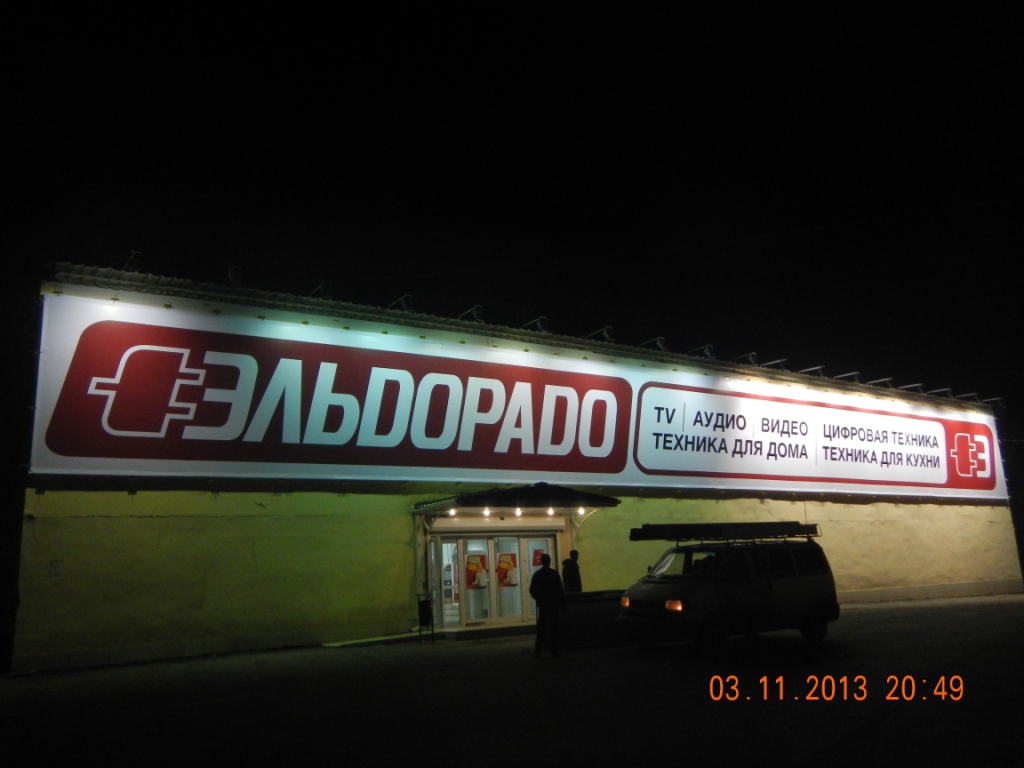 ЭЛЬDОРАDО
TV | АУДИО | ВИДЕО | ЦИФРОВАЯ ТЕХНИКА
ТЕХНИКА ДЛЯ ДОМА | ТЕХНИКА ДЛЯ КУХНИ
03.11.2013 20:49